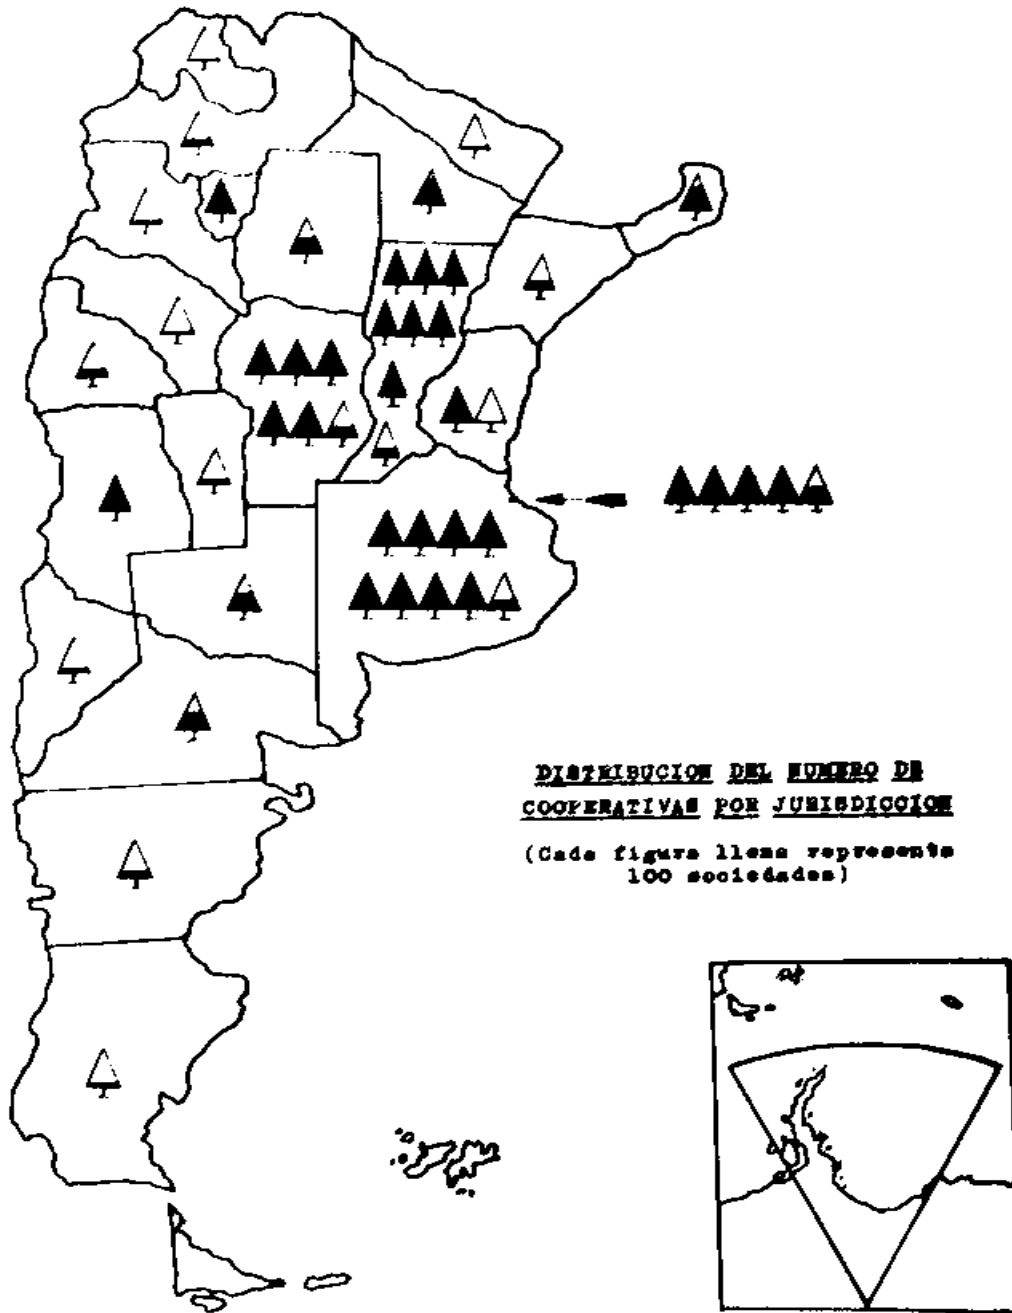 DISTRIBUCION DEL NUMERO DE
COOPERATIVAS POR JURISDICCION
(Cada figura llena representa
100 sociedades)